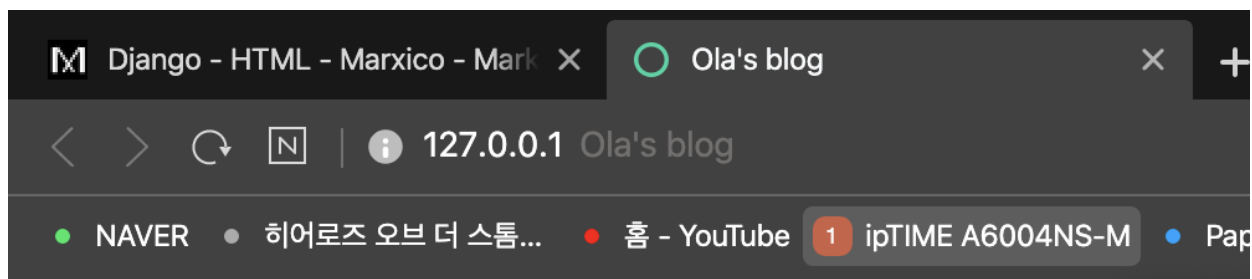 Django - HTML - Marxico - Mark Ola's blog
127.0.0.1 Ola's blog
NAVER 히어로즈 오브 더 스톰... 홈 - YouTube 1 ipTIME A6004NS-M Pap